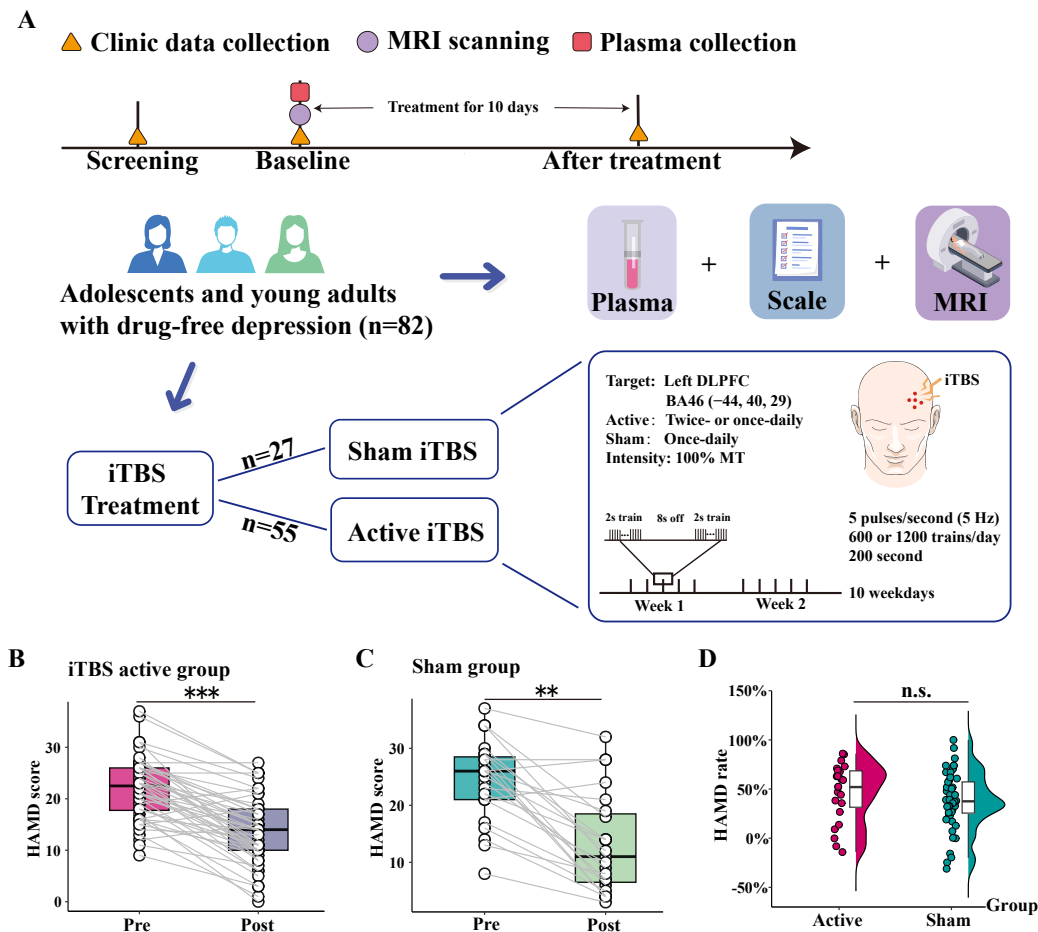 A
Clinic data collection
MRI scanning
Plasma collection
Treatment for 10 days
Screening
Baseline
After treatment
Adolescents and young adults
with drug-free depression (n=82)
Plasma
+
Scale
+
MRI
iTBS
Treatment
n=27
n=55
Sham iTBS
Active iTBS
Target: Left DLPFC
BA46 (−44, 40, 29)
Active: Twice- or once-daily
Sham: Once-daily
Intensity: 100% MT
iTBS
2s train
8s off
2s train
5 pulses/second (5 Hz)
600 or 1200 trains/day
200 second
Week 1
Week 2
10 weekdays
B
iTBS active group
***
HAMD score
30
20
10
0
Pre
Post
C
Sham group
**
HAMD score
30
20
10
Pre
Post
D
n.s.
HAMD rate
150%
100%
50%
0%
-50%
Active
Sham
Group